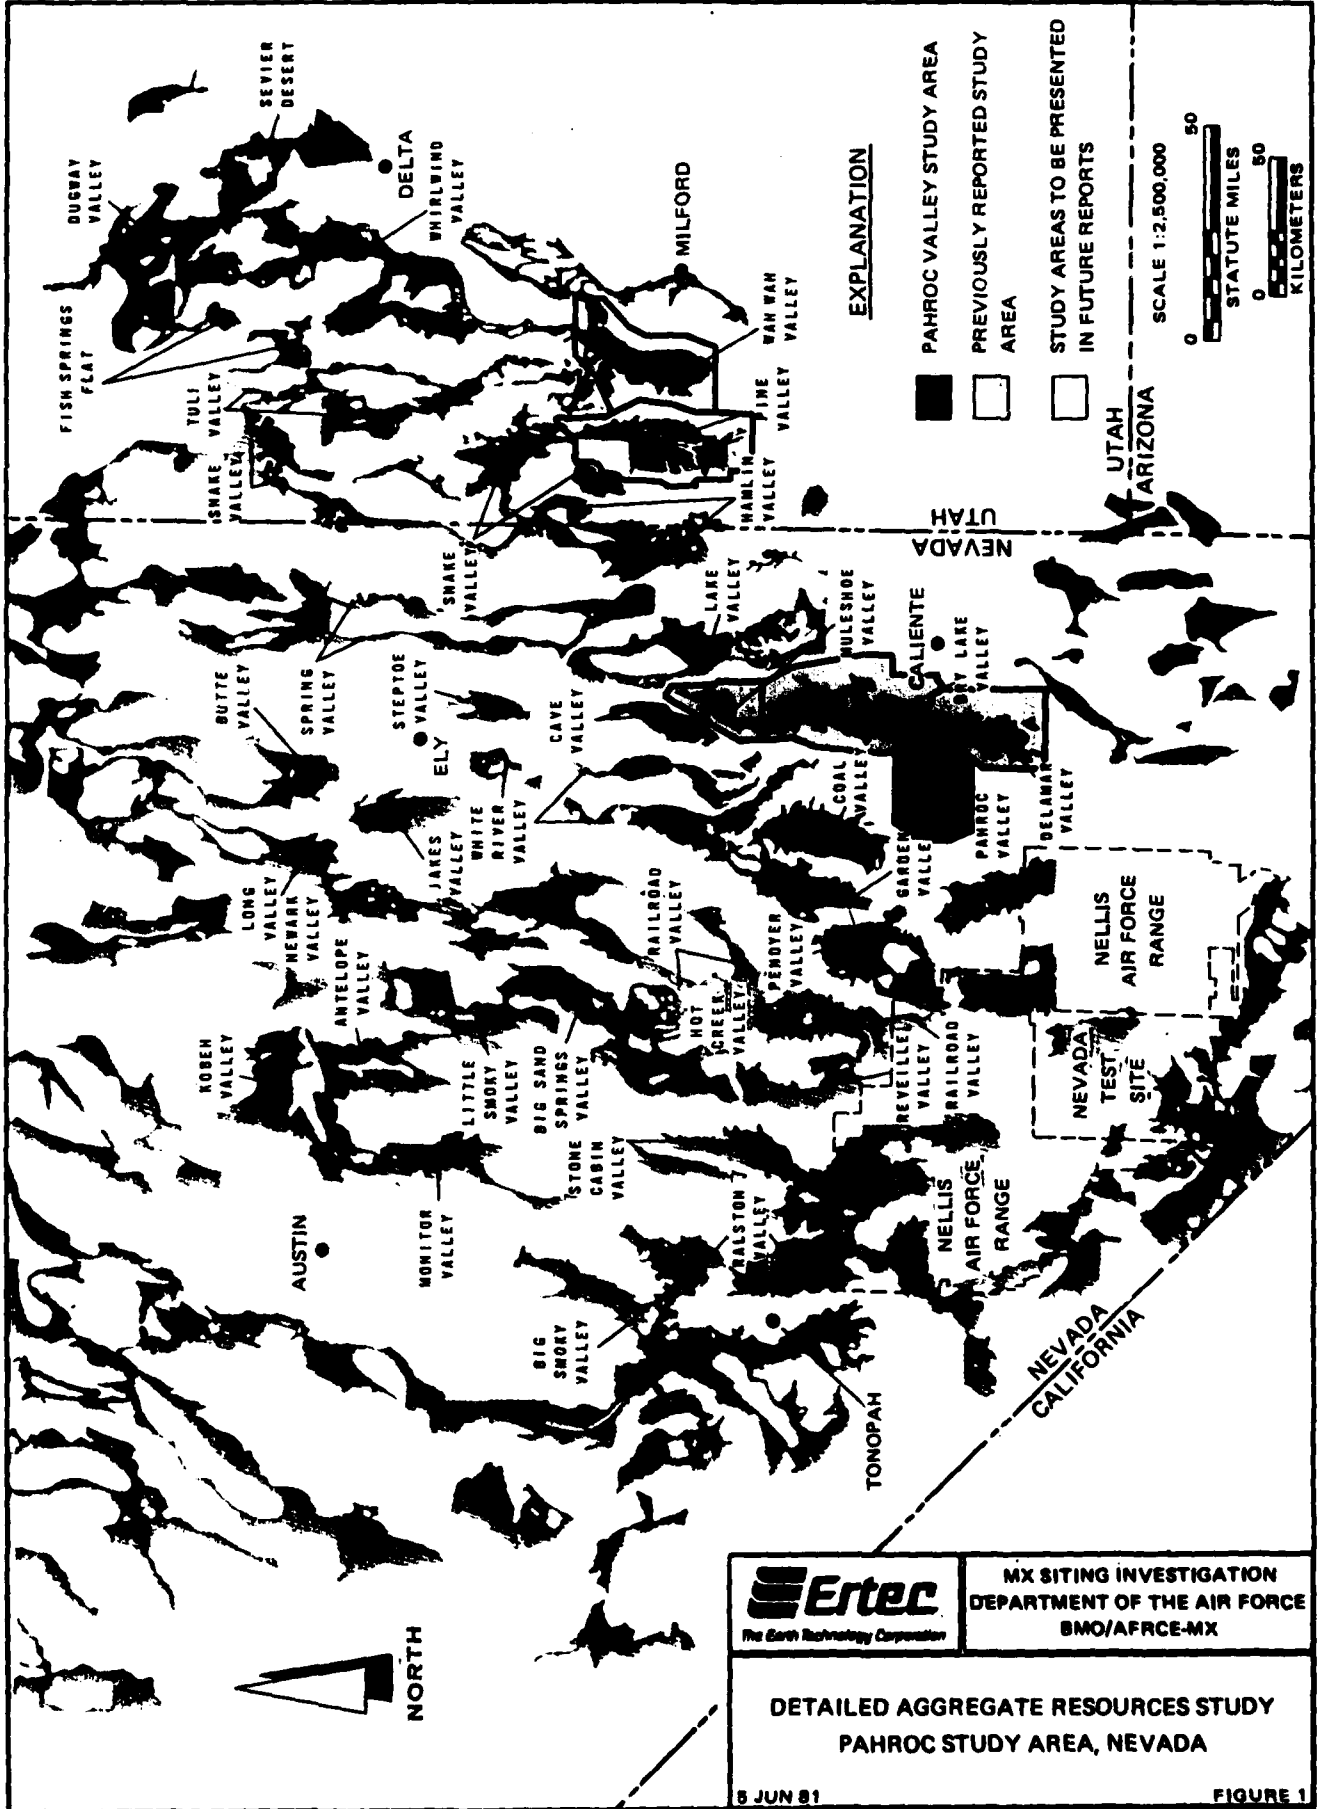 DUGWAY
VALLEY
SEVIER
DESERT
DELTA
WHIRLWIND
VALLEY
FISH SPRINGS
FLAT
TULE
VALLEY
SNAKE
VALLEY
MILFORD
WAH WAH
VALLEY
PINE
VALLEY
HAMLIN
VALLEY
SNAKE
VALLEY
UTAH
NEVADA
LAKE
VALLEY
MULESHOE
VALLEY
CALIENTE
DRY LAKE
VALLEY
BUTTE
VALLEY
SPRING
VALLEY
STEPTOE
VALLEY
ELY
CAVE
VALLEY
COAL
VALLEY
PAHROC
VALLEY
DELAMAR
VALLEY
LONG
VALLEY
NEWARK
VALLEY
JAKES
VALLEY
WHITE
RIVER
VALLEY
GARDEN
VALLE
ANTELOPE
VALLEY
RAILROAD
VALLEY
PENOYER
VALLEY
NELLIS
AIR FORCE
RANGE
KOBEH
VALLEY
LITTLE
SMOKY
VALLEY
BIG SAND
SPRINGS
VALLEY
HOT
CREEK
VALLEY
REVEILLE
VALLEY
RAILROAD
VALLEY
NEVADA
TEST
SITE
STONE
CABIN
VALLEY
AUSTIN
MONITOR
VALLEY
RALSTON
VALLEY
NELLIS
AIR FORCE
RANGE
BIG
SMOKY
VALLEY
TONOPAH
NEVADA
CALIFORNIA
UTAH
ARIZONA
NORTH
EXPLANATION
PAHROC VALLEY STUDY AREA
PREVIOUSLY REPORTED STUDY
AREA
STUDY AREAS TO BE PRESENTED
IN FUTURE REPORTS
SCALE 1:2,500,000
0 50
STATUTE MILES
0 50
KILOMETERS
Ertec
The Earth Technology Corporation
MX SITING INVESTIGATION
DEPARTMENT OF THE AIR FORCE
BMO/AFRCE-MX
DETAILED AGGREGATE RESOURCES STUDY
PAHROC STUDY AREA, NEVADA
5 JUN 81
FIGURE 1